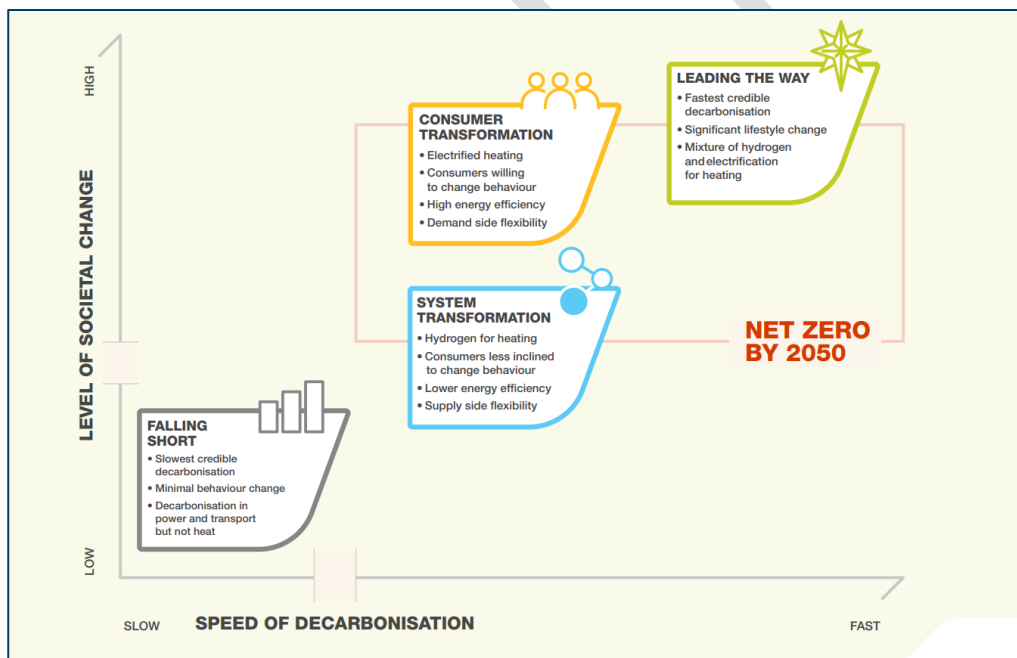 HIGH
LEVEL OF SOCIETAL CHANGE
LOW
CONSUMER
TRANSFORMATION
• Electrified heating
• Consumers willing
to change behaviour
• High energy efficiency
• Demand side flexibility
LEADING THE WAY
• Fastest credible
decarbonisation
• Significant lifestyle change
• Mixture of hydrogen
and electrification
for heating
SYSTEM
TRANSFORMATION
• Hydrogen for heating
• Consumers less inclined
to change behaviour
• Lower energy efficiency
• Supply side flexibility
NET ZERO
BY 2050
FALLING
SHORT
• Slowest credible
decarbonisation
• Minimal behaviour change
• Decarbonisation in
power and transport
but not heat
SLOW
SPEED OF DECARBONISATION
FAST